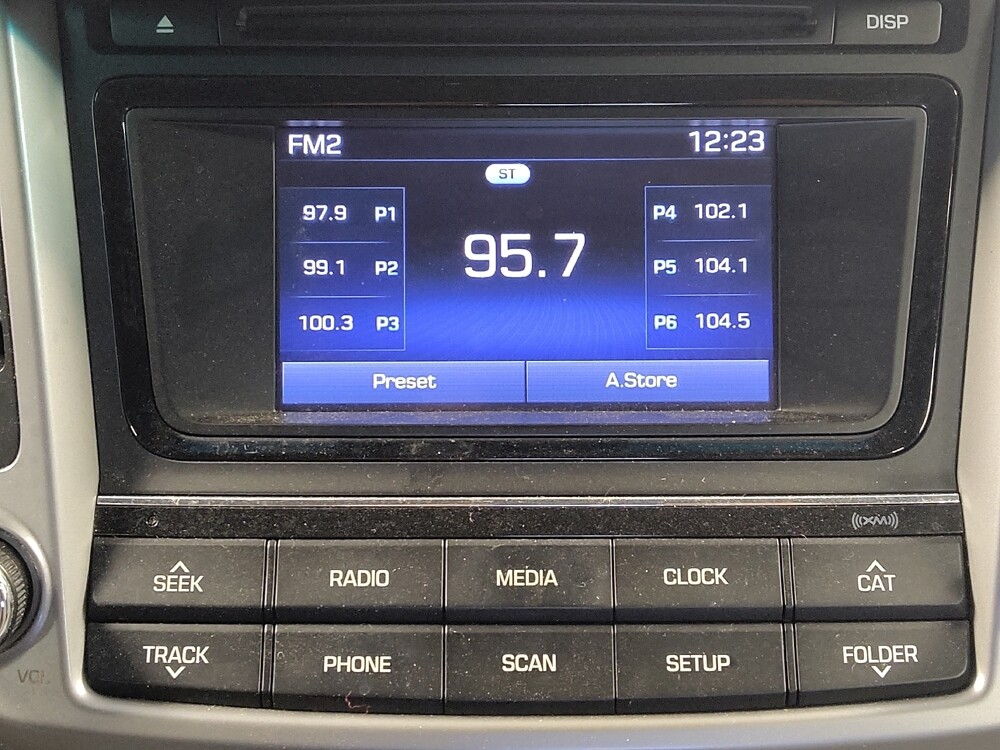 DISP
FM2 12:23
ST
97.9 P1
99.1 P2
100.3 P3
95.7
P4 102.1
P5 104.1
P6 104.5
Preset A.Store
((XM))
SEEK RADIO MEDIA CLOCK CAT
TRACK PHONE SCAN SETUP FOLDER
VOL